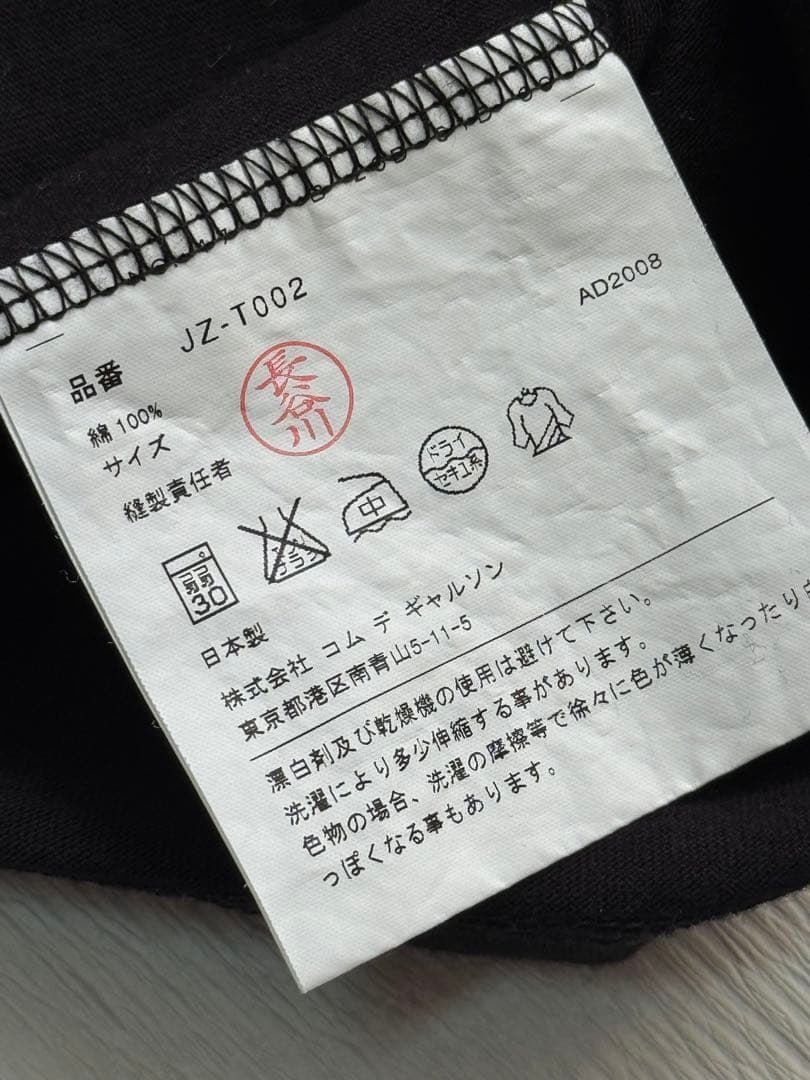 品番 JZ-T002 AD2008
綿100%
サイズ
縫製責任者 長谷川
弱 30 中 ドライ セキユ系
日本製
株式会社 コム デ ギャルソン
東京都港区南青山5-11-5
漂白剤及び乾燥機の使用は避けて下さい。
洗濯により多少伸縮する事があります。
色物の場合、洗濯の摩擦等で徐々に色が薄くなったり
っぽくなる事もあります。